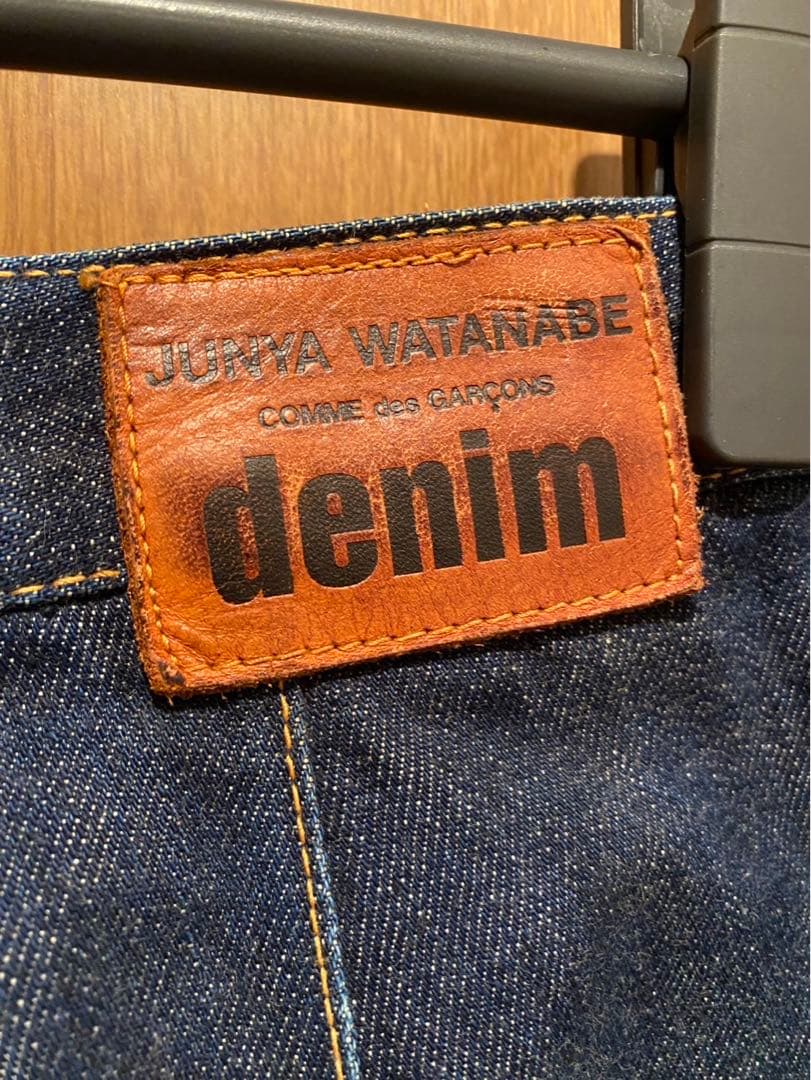 JUNYA WATANABE
COMME des GARÇONS
denim